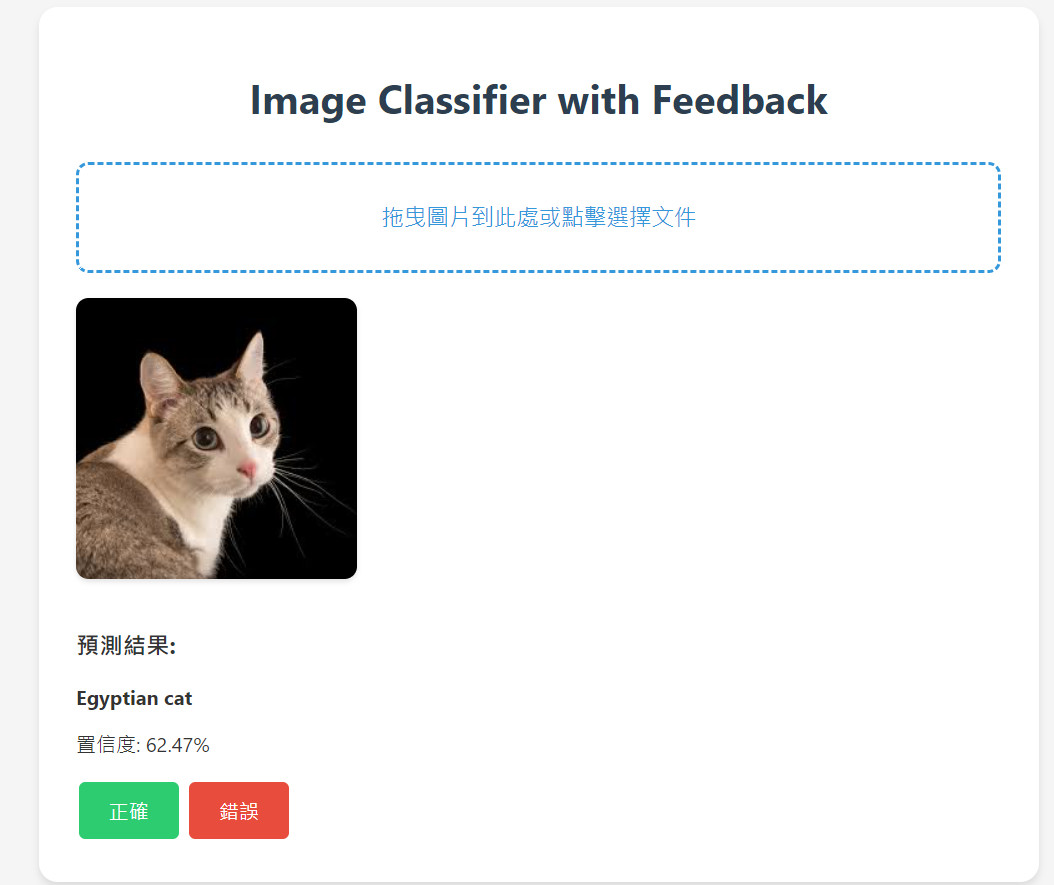 Image Classifier with Feedback
拖曳圖片到此處或點擊選擇文件
預測結果:
Egyptian cat
置信度: 62.47%
正確 錯誤